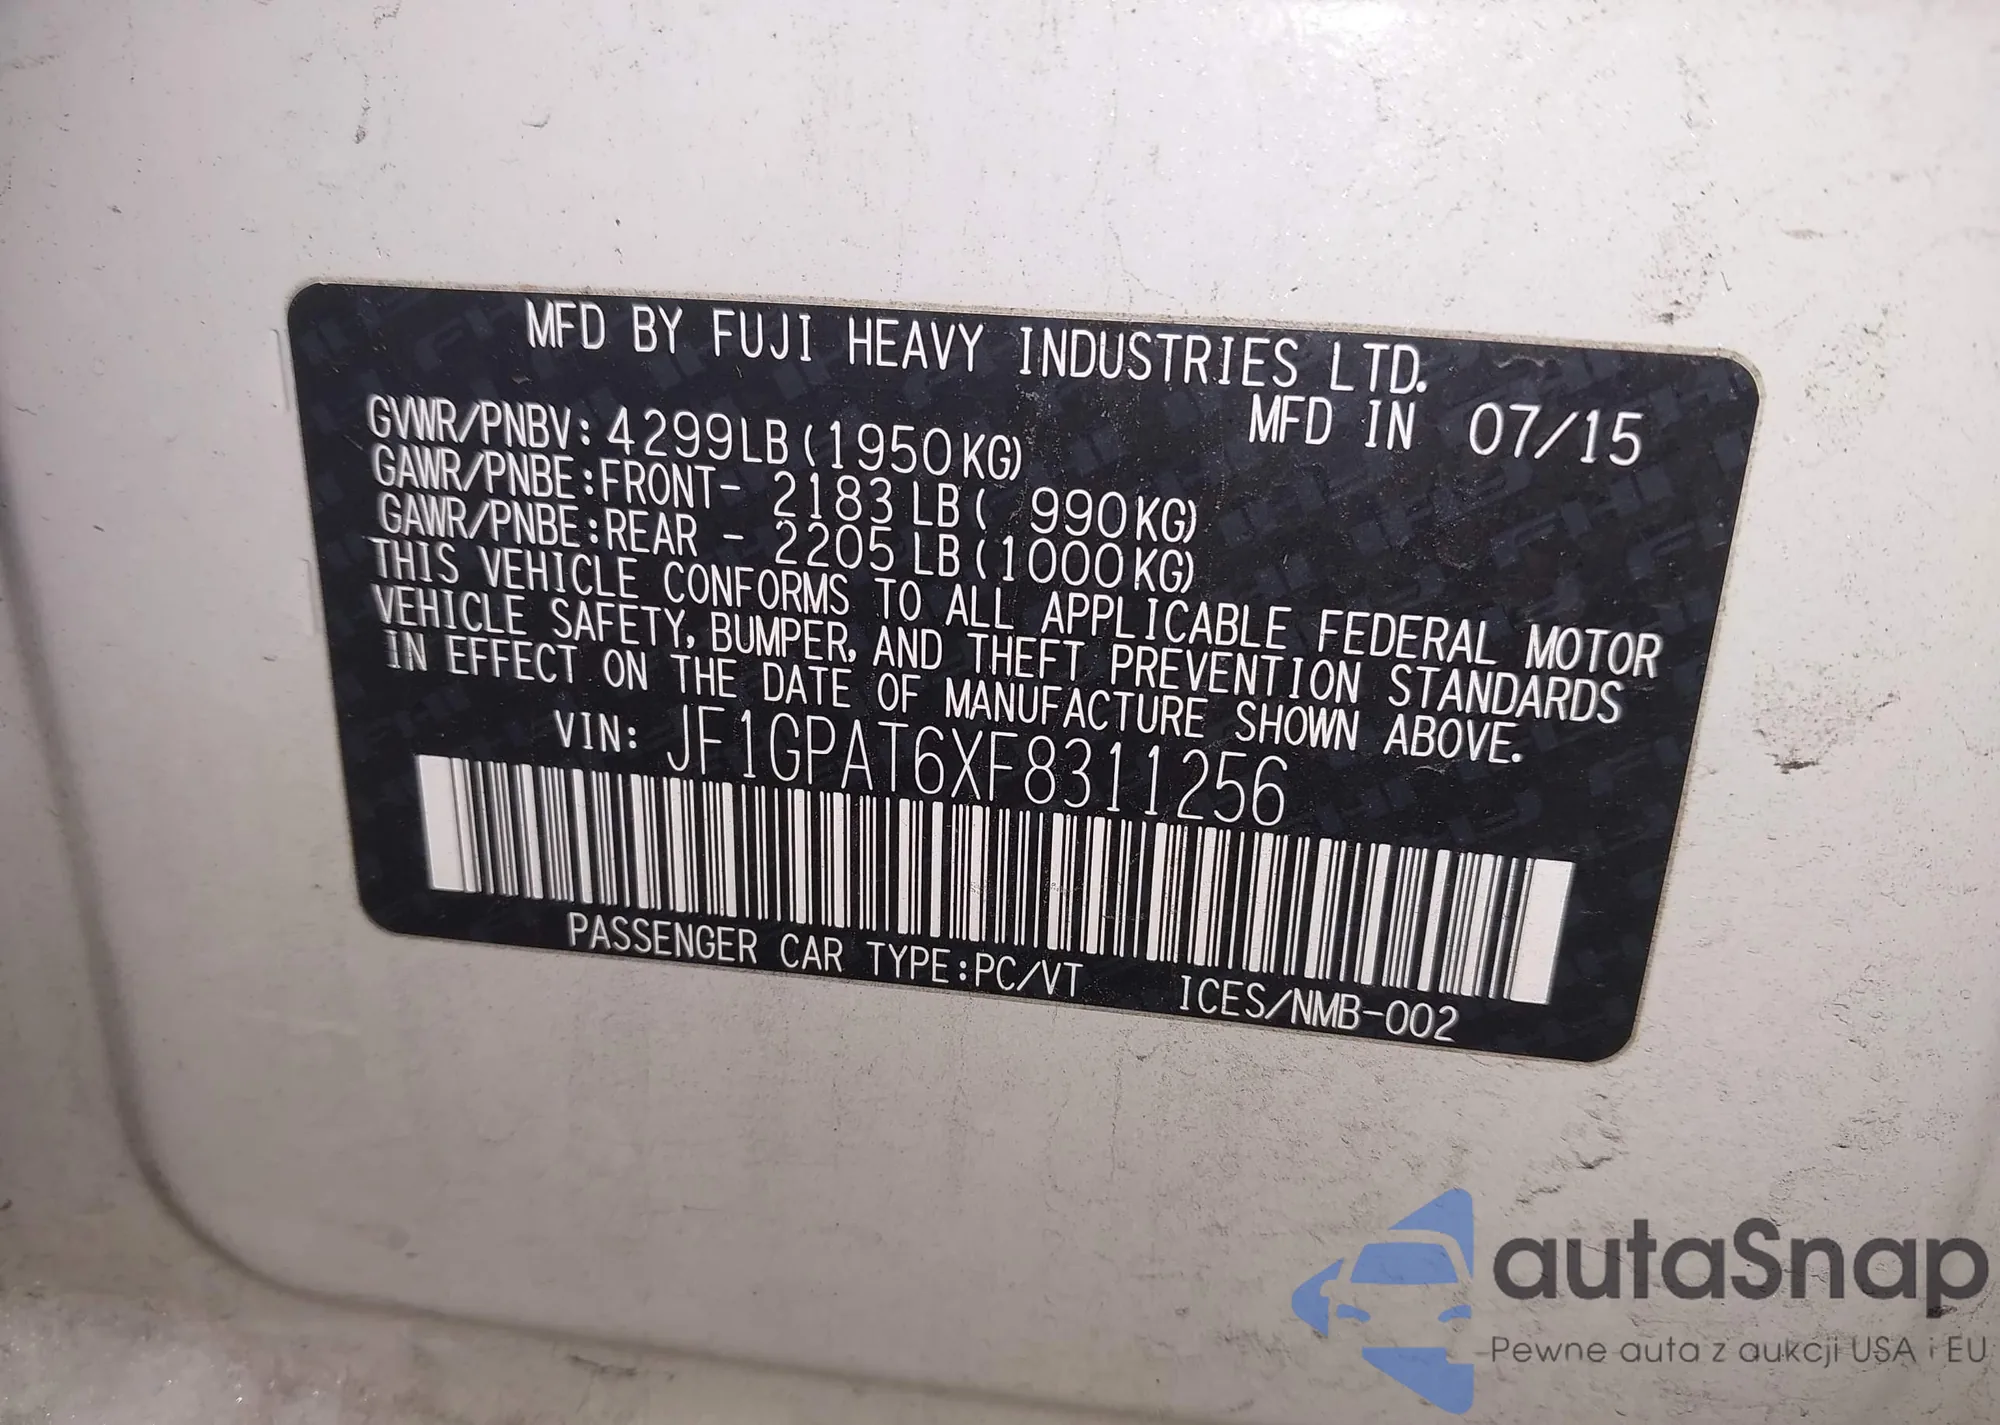 MFD BY FUJI HEAVY INDUSTRIES LTD.
MFD IN 07/15
GVWR/PNBV: 4299LB(1950KG)
GAWR/PNBE:FRONT- 2183LB( 990KG)
GAWR/PNBE:REAR - 2205LB(1000KG)
THIS VEHICLE CONFORMS TO ALL APPLICABLE FEDERAL MOTOR
VEHICLE SAFETY, BUMPER, AND THEFT PREVENTION STANDARDS
IN EFFECT ON THE DATE OF MANUFACTURE SHOWN ABOVE.
VIN: JF1GPAT6XF8311256
PASSENGER CAR TYPE:PC/VT ICES/NMB-002
autaSnap
Pewne auta z aukcji USA i EU